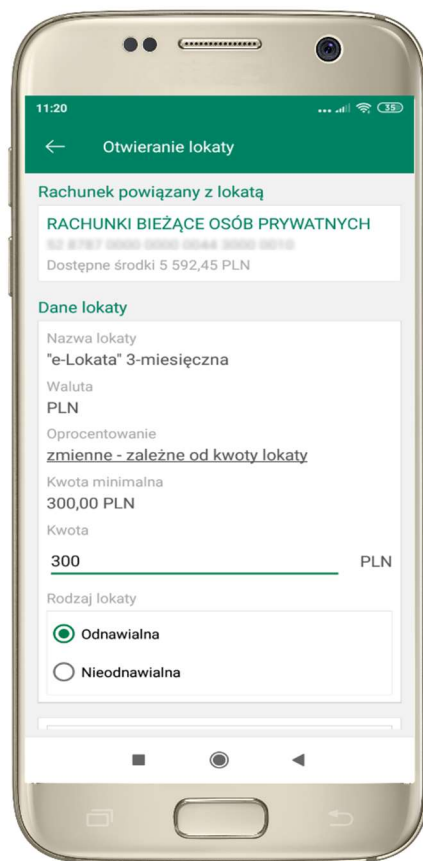 11:20
35
Otwieranie lokaty
Rachunek powiązany z lokatą
RACHUNKI BIEŻĄCE OSÓB PRYWATNYCH
Dostępne środki 5 592,45 PLN
Dane lokaty
Nazwa lokaty
"e-Lokata" 3-miesięczna
Waluta
PLN
Oprocentowanie
zmienne - zależne od kwoty lokaty
Kwota minimalna
300,00 PLN
Kwota
300 PLN
Rodzaj lokaty
Odnawialna
Nieodnawialna